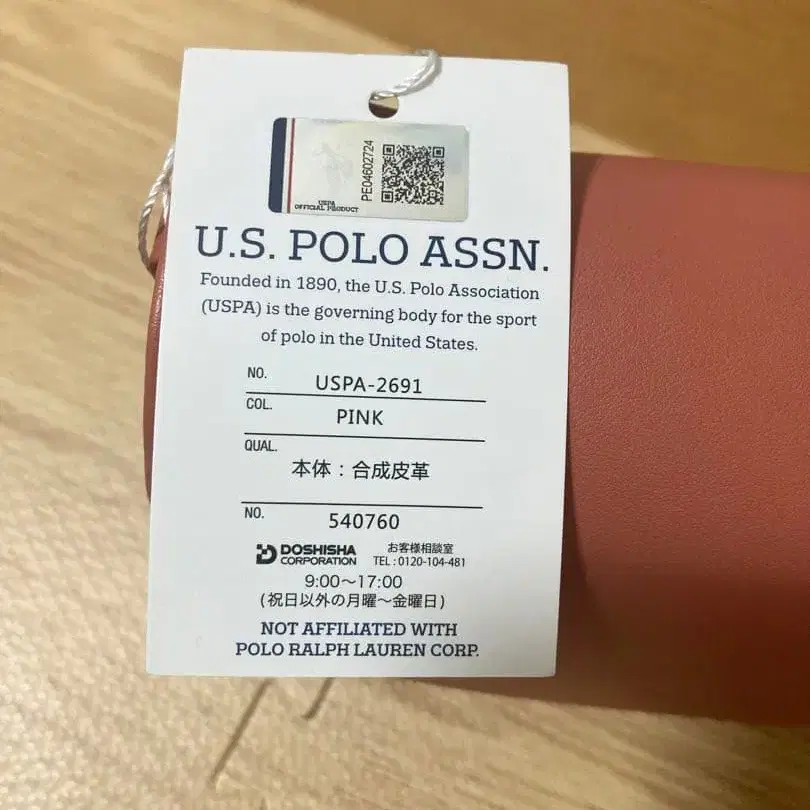 PE04602724
USPA
OFFICIAL PRODUCT
U.S. POLO ASSN.
Founded in 1890, the U.S. Polo Association
(USPA) is the governing body for the sport
of polo in the United States.
NO. USPA-2691
COL. PINK
QUAL.
本体：合成皮革
NO. 540760
DOSHISHA
CORPORATION
お客様相談室
TEL : 0120-104-481
9:00～17:00
(祝日以外の月曜～金曜日)
NOT AFFILIATED WITH
POLO RALPH LAUREN CORP.